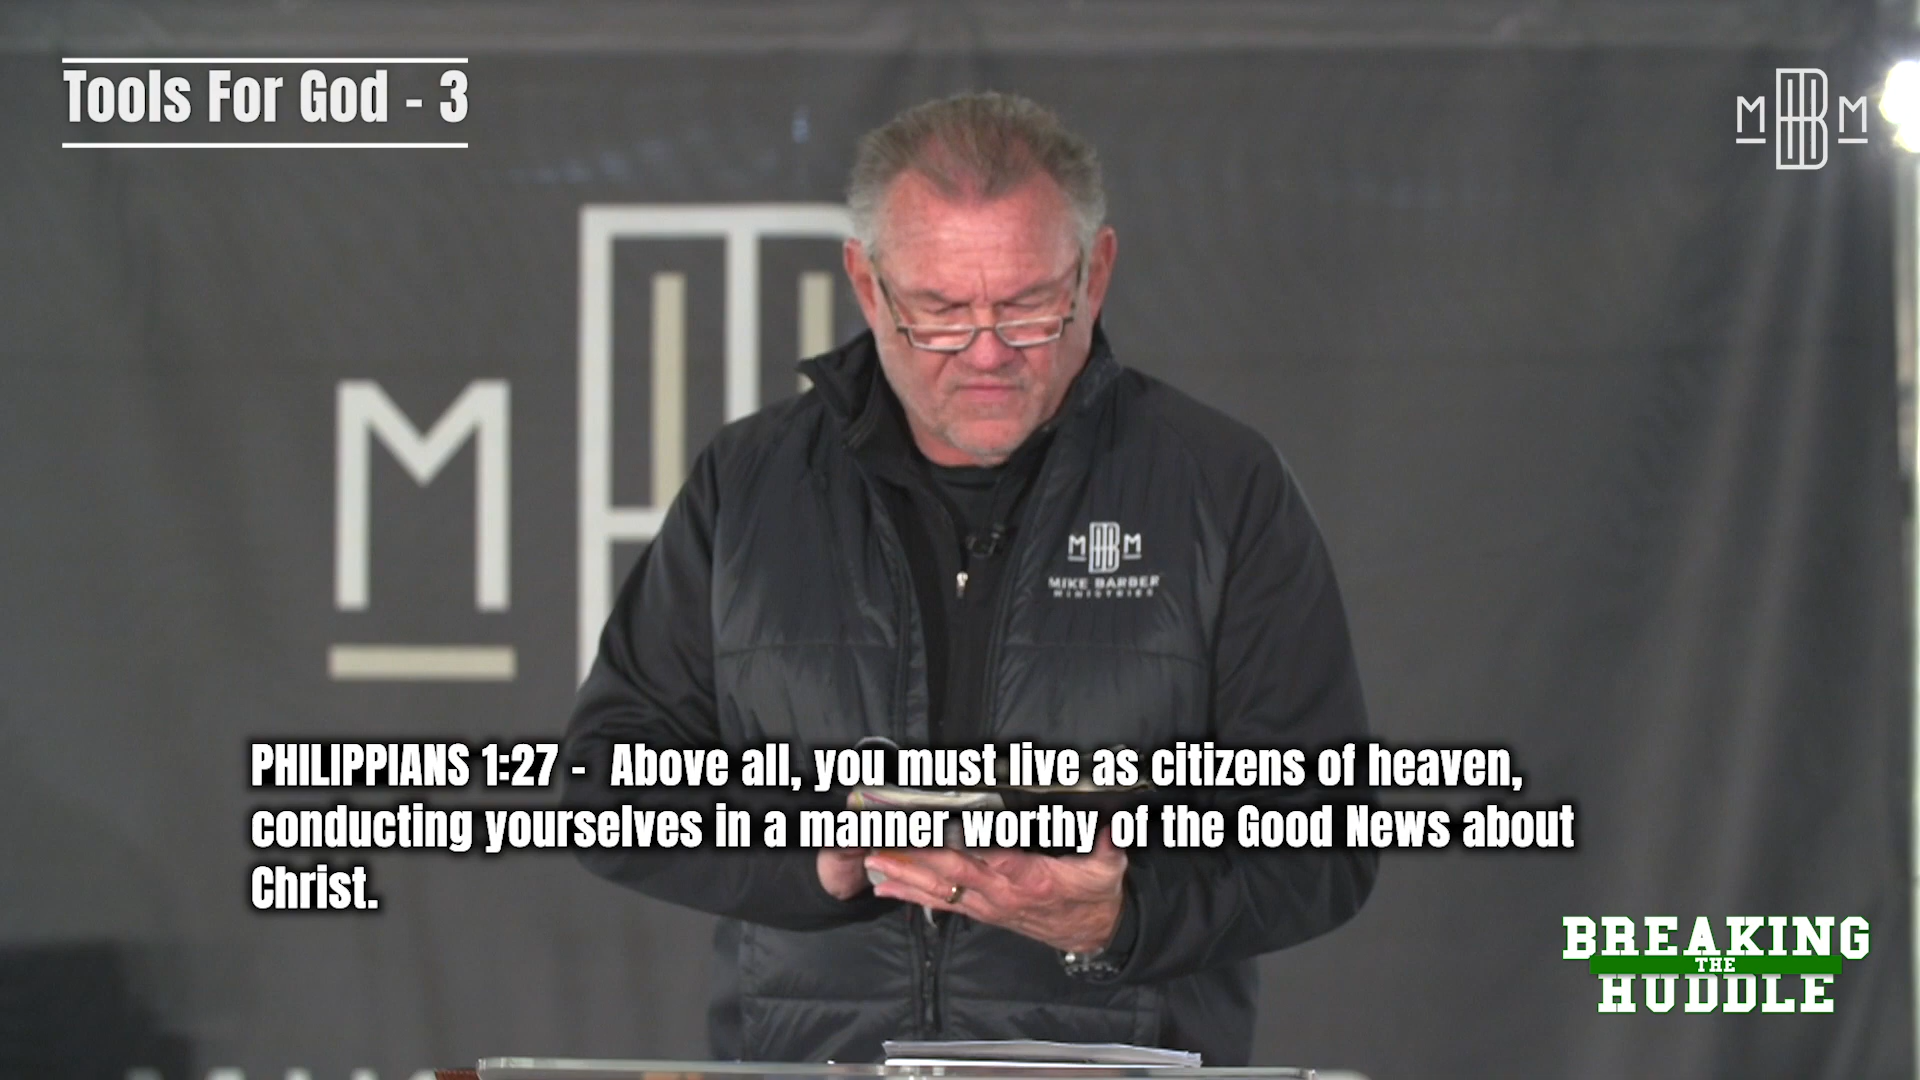 Tools For God - 3
M B M
M
M B M
MIKE BARBER
MINISTRIES
PHILIPPIANS 1:27 -  Above all, you must live as citizens of heaven,
conducting yourselves in a manner worthy of the Good News about
Christ.
BREAKING
THE
HUDDLE